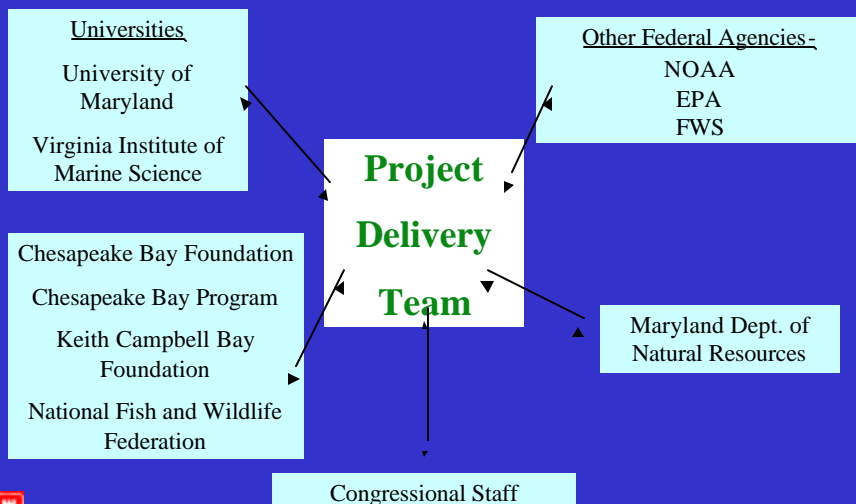 Universities
University of
Maryland
Virginia Institute of
Marine Science
Other Federal Agencies-
NOAA
EPA
FWS
Project
Delivery
Team
Chesapeake Bay Foundation
Chesapeake Bay Program
Keith Campbell Bay
Foundation
National Fish and Wildlife
Federation
Maryland Dept. of
Natural Resources
Congressional Staff